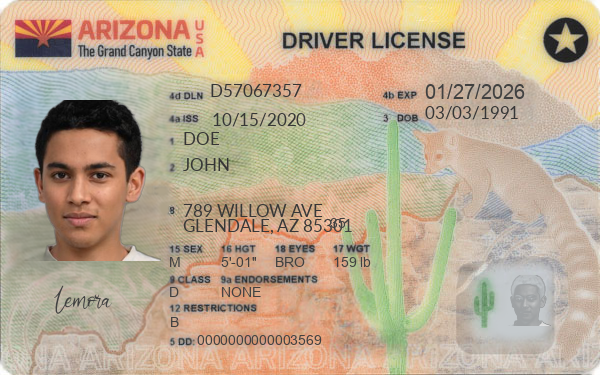 ARIZONA USA
The Grand Canyon State
DRIVER LICENSE
4d DLN D57067357
4b EXP 01/27/2026
4a ISS 10/15/2020
3 DOB 03/03/1991
1 DOE
2 JOHN
8 789 WILLOW AVE
GLENDALE, AZ 85301
15 SEX 16 HGT 18 EYES 17 WGT
M 5'-01" BRO 159 lb
9 CLASS 9a ENDORSEMENTS
D NONE
12 RESTRICTIONS
B
Lemora
5 DD: 0000000000003569
ARIZONA ARIZONA ARIZONA ARIZONA